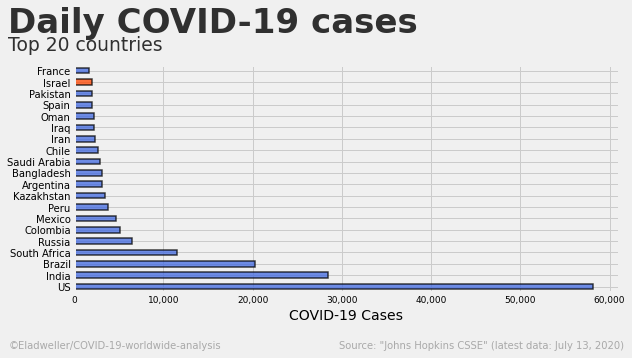 Daily COVID-19 cases
Top 20 countries
France
Israel
Pakistan
Spain
Oman
Iraq
Iran
Chile
Saudi Arabia
Bangladesh
Argentina
Kazakhstan
Peru
Mexico
Colombia
Russia
South Africa
Brazil
India
US
0 10,000 20,000 30,000 40,000 50,000 60,000
COVID-19 Cases
©Eladweller/COVID-19-worldwide-analysis Source: "Johns Hopkins CSSE" (latest data: July 13, 2020)